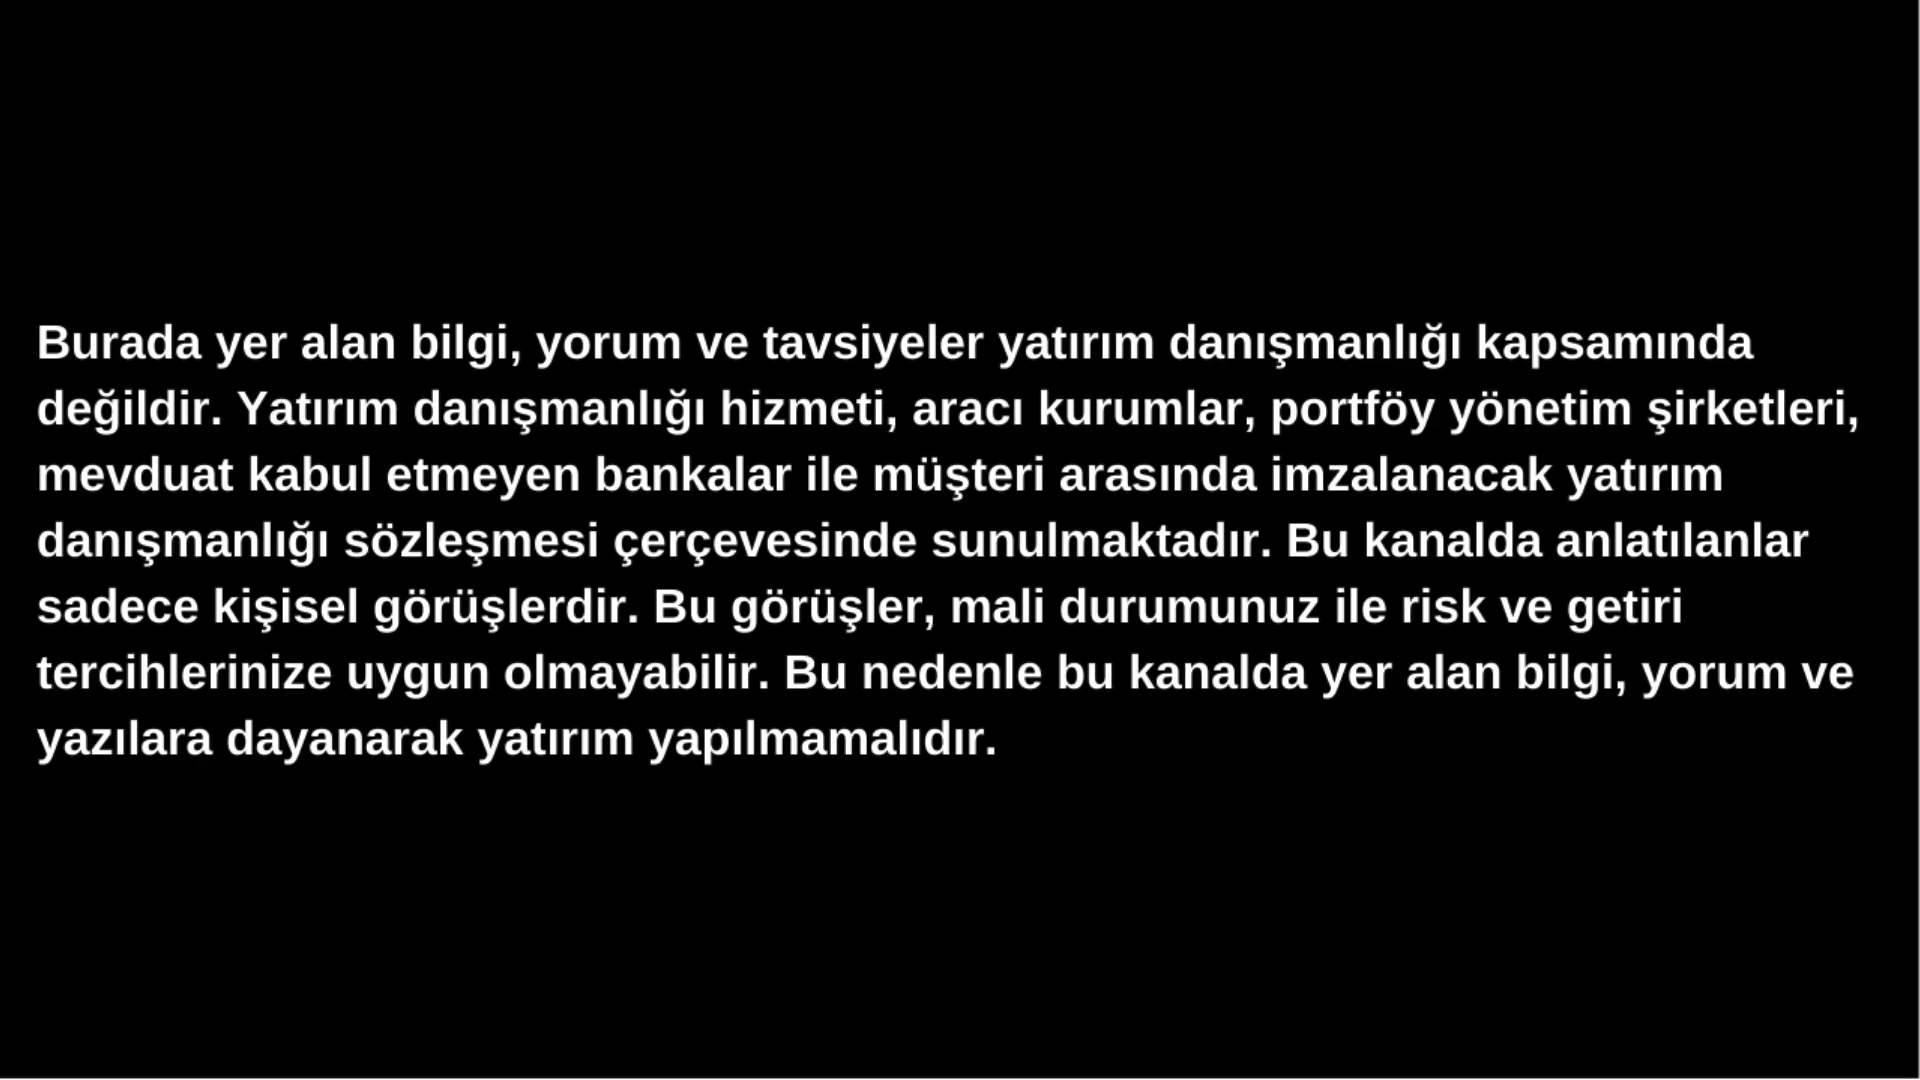 Burada yer alan bilgi, yorum ve tavsiyeler yatırım danışmanlığı kapsamında
değildir. Yatırım danışmanlığı hizmeti, aracı kurumlar, portföy yönetim şirketleri,
mevduat kabul etmeyen bankalar ile müşteri arasında imzalanacak yatırım
danışmanlığı sözleşmesi çerçevesinde sunulmaktadır. Bu kanalda anlatılanlar
sadece kişisel görüşlerdir. Bu görüşler, mali durumunuz ile risk ve getiri
tercihlerinize uygun olmayabilir. Bu nedenle bu kanalda yer alan bilgi, yorum ve
yazılara dayanarak yatırım yapılmamalıdır.